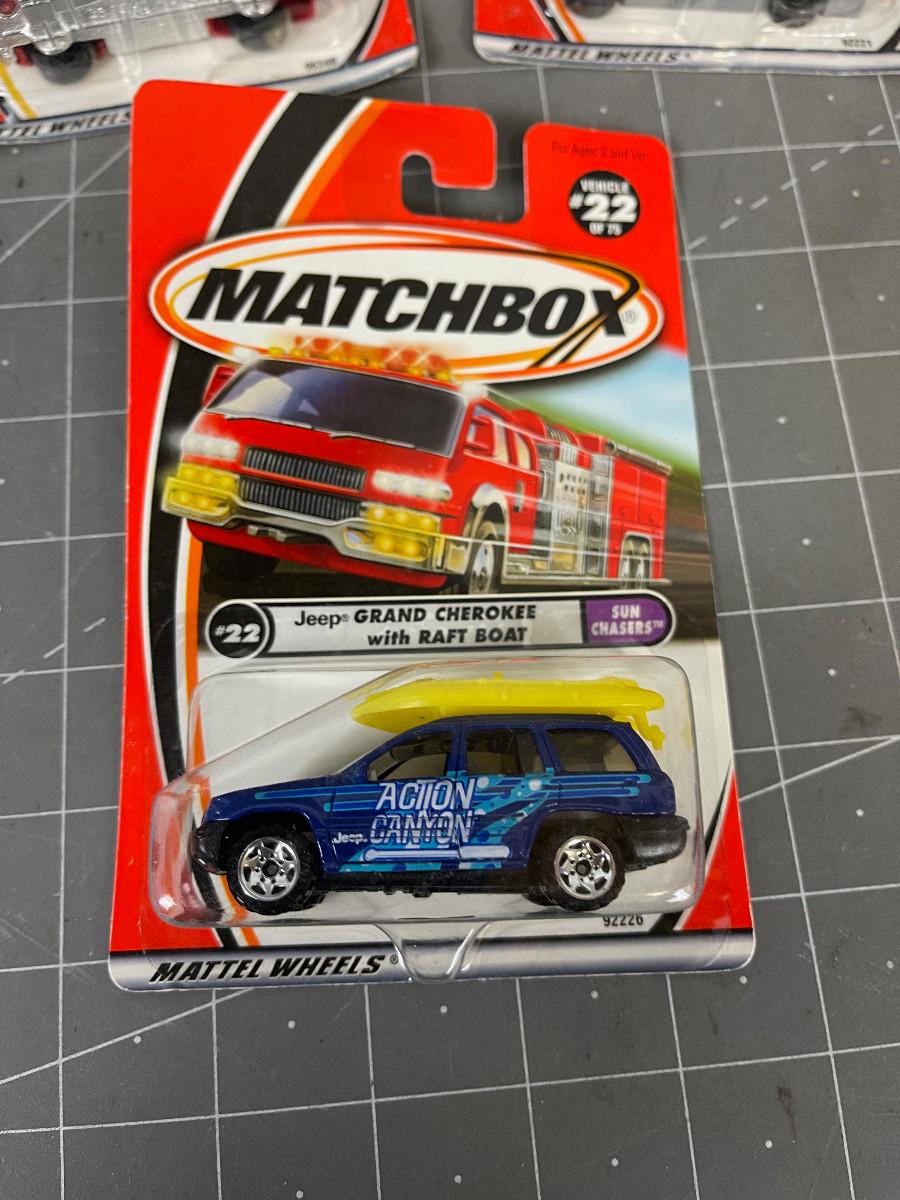 MATTEL WHEELS
92221
MATTEL WHEELS
For Ages 3 and Up
VEHICLE
#22
OF 75
MATCHBOX®
#22
Jeep® GRAND CHEROKEE
with RAFT BOAT
SUN
CHASERS™
ACTION
CANYON
Jeep
92226
MATTEL WHEELS®